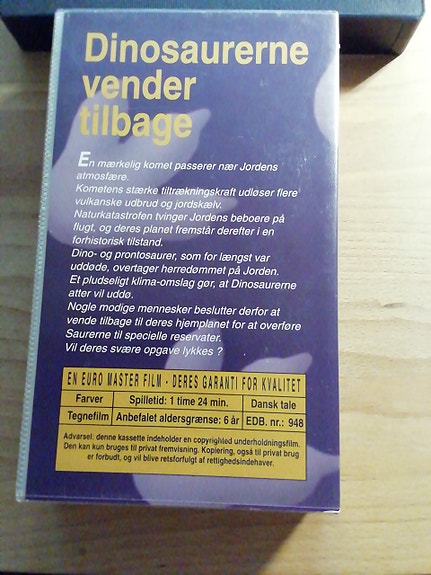 Dinosaurerne
vender
tilbage
En mærkelig komet passerer nær Jordens
atmosfære.
Kometens stærke tiltrækningskraft udløser flere
vulkanske udbrud og jordskælv.
Naturkatastrofen tvinger Jordens beboere på
flugt, og deres planet fremstår derefter i en
forhistorisk tilstand.
Dino- og prontosaurer, som for længst var
uddøde, overtager herredømmet på Jorden.
Et pludseligt klima-omslag gør, at Dinosaurerne
atter vil uddø.
Nogle modige mennesker beslutter derfor at
vende tilbage til deres hjemplanet for at overføre
Saurerne til specielle reservater.
Vil deres svære opgave lykkes ?
EN EURO MASTER FILM - DERES GARANTI FOR KVALITET
Farver Spilletid: 1 time 24 min. Dansk tale
Tegnefilm Anbefalet aldersgrænse: 6 år EDB. nr.: 948
Advarsel: denne kassette indeholder en copyrighted underholdningsfilm.
Den kan kun bruges til privat fremvisning. Kopiering, også til privat brug
er forbudt, og vil blive retsforfulgt af rettighedsindehaver.